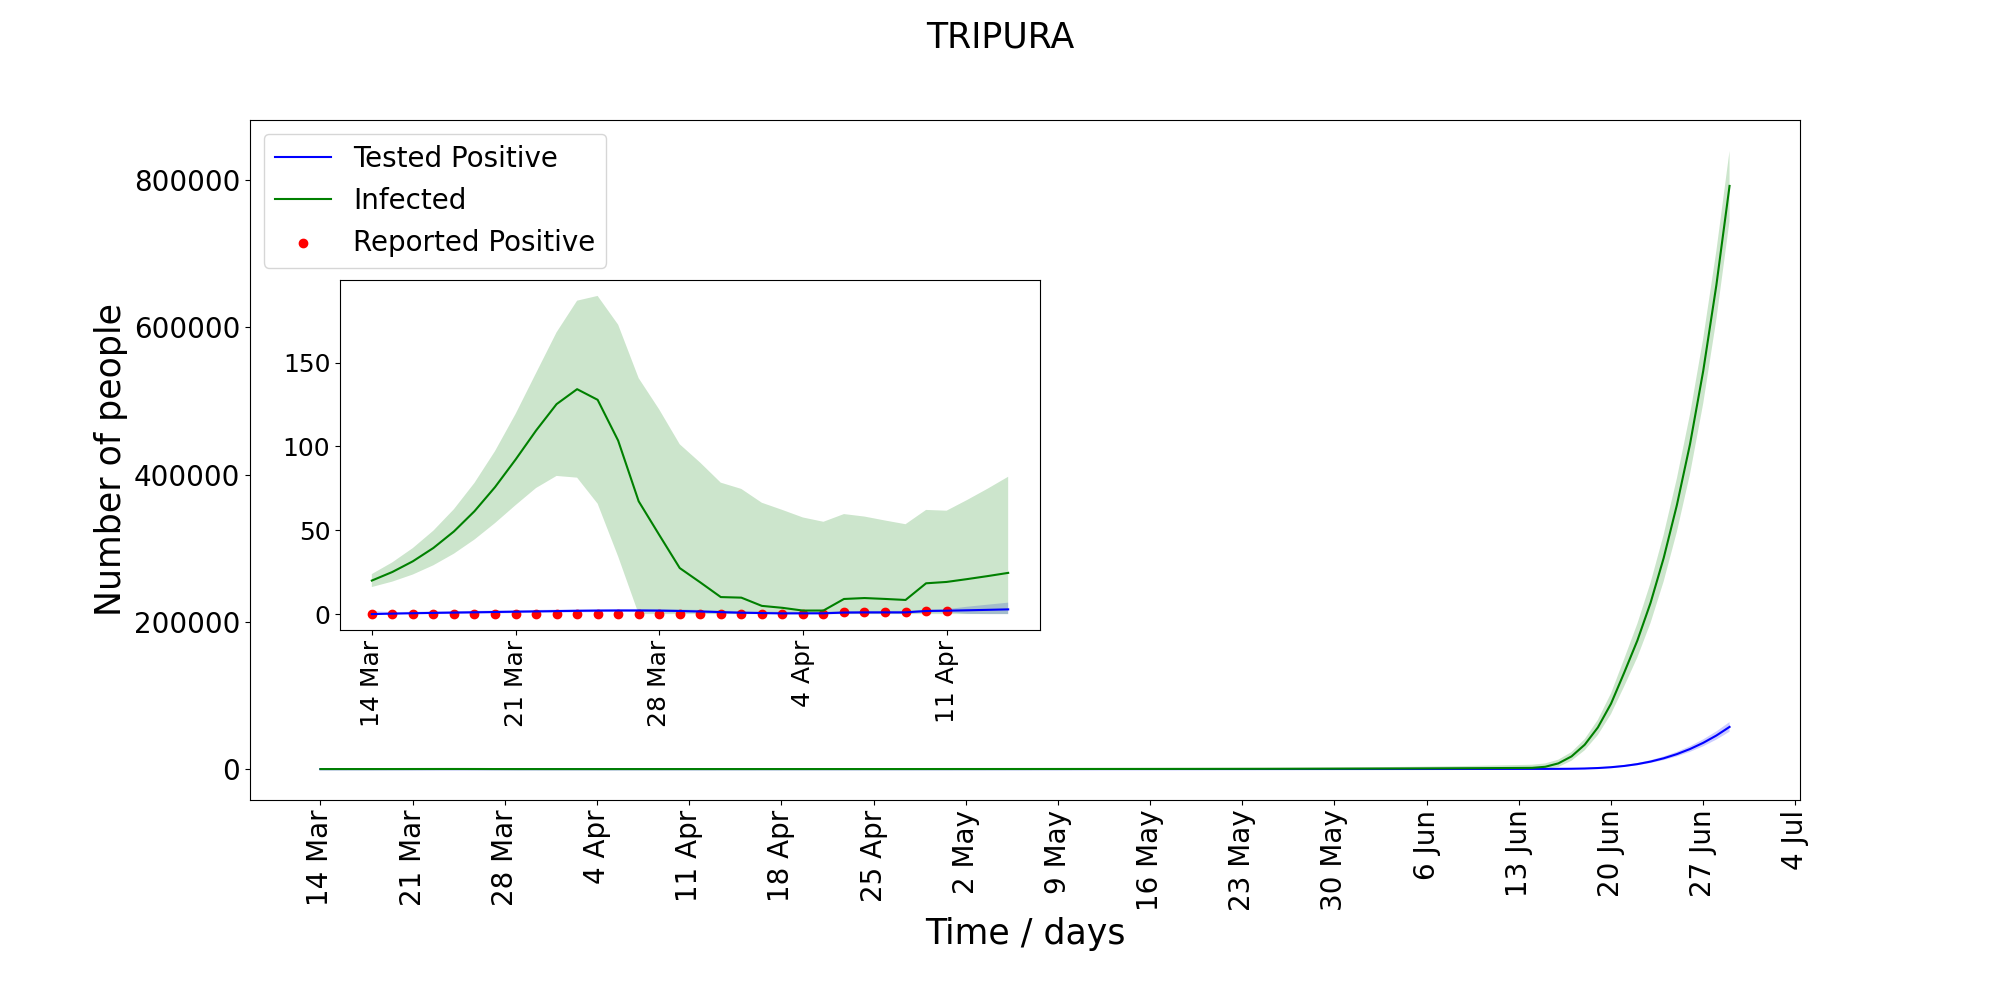 TRIPURA
Tested Positive
Infected
Reported Positive
Number of people
800000
600000
400000
200000
0
150
100
50
0
14 Mar
21 Mar
28 Mar
4 Apr
11 Apr
14 Mar
21 Mar
28 Mar
4 Apr
11 Apr
18 Apr
25 Apr
2 May
9 May
16 May
23 May
30 May
6 Jun
13 Jun
20 Jun
27 Jun
4 Jul
Time / days